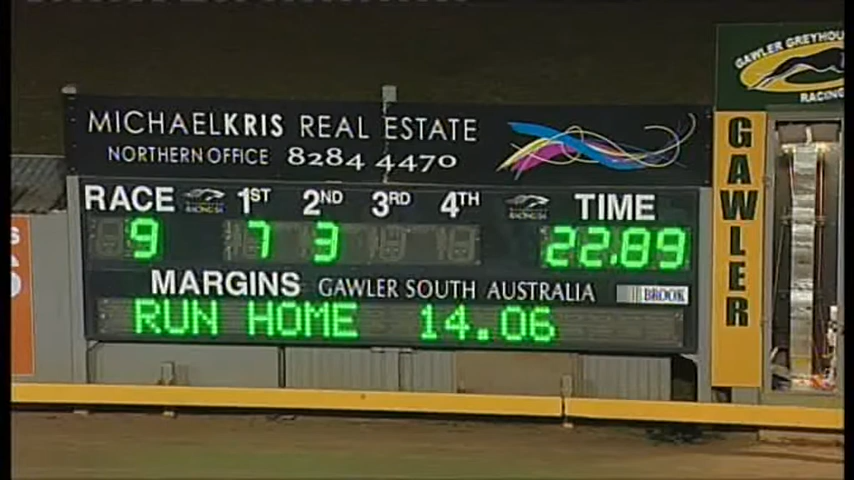 GAWLER GREYHOU
RACING
MICHAELKRIS REAL ESTATE
NORTHERN OFFICE 8284 4470
RACE 1ST 2ND 3RD 4TH TIME
9 7 3 22.89
MARGINS GAWLER SOUTH AUSTRALIA BROOK
RUN HOME 14.06
GAWLER